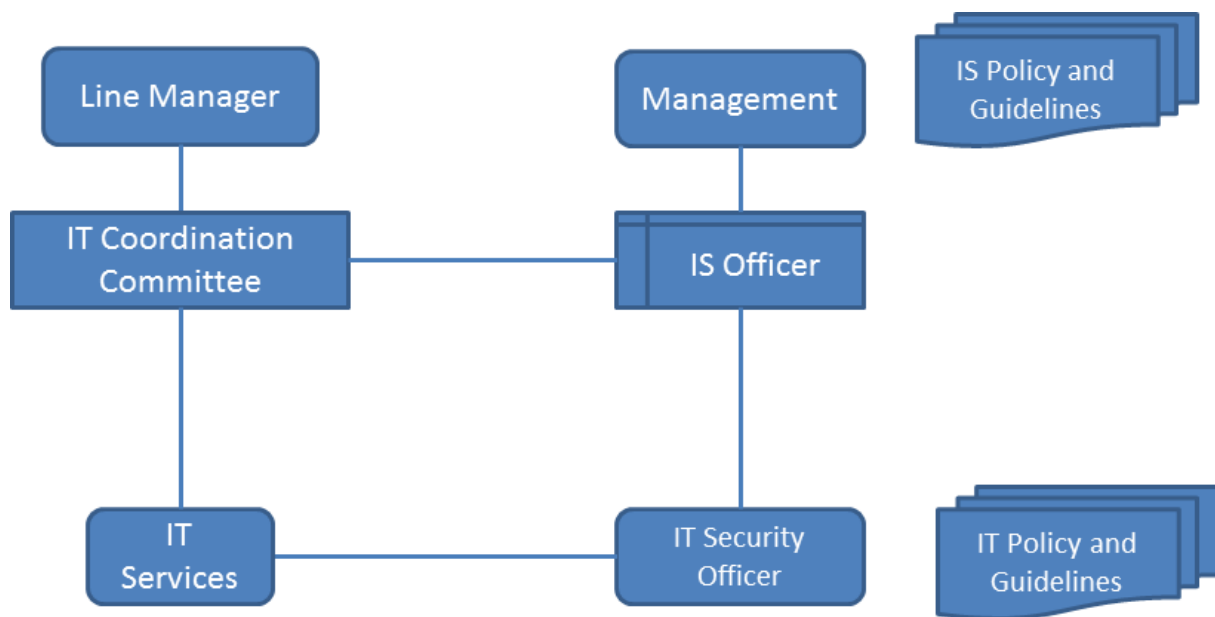 Line Manager
Management
IS Policy and
Guidelines
IT Coordination
Committee
IS Officer
IT
Services
IT Security
Officer
IT Policy and
Guidelines